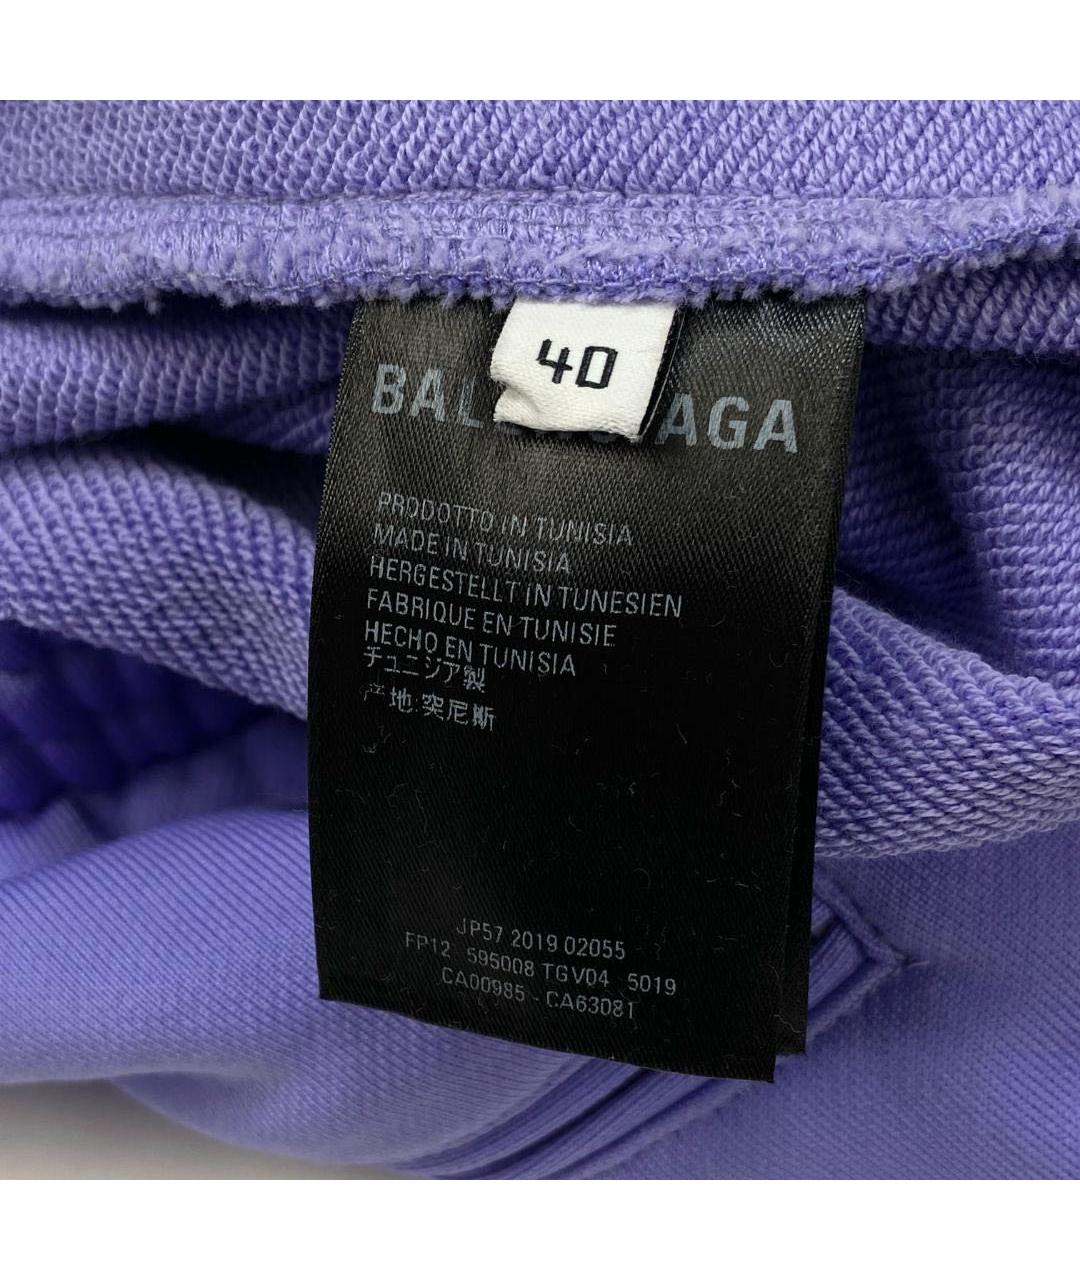 40
BALENCIAGA
PRODOTTO IN TUNISIA
MADE IN TUNISIA
HERGESTELLT IN TUNESIEN
FABRIQUE EN TUNISIE
HECHO EN TUNISIA
チュニジア製
产地:突尼斯
JP57 2019 02055
FP12 595008 TGV04 5019
CA00985 - CA63081